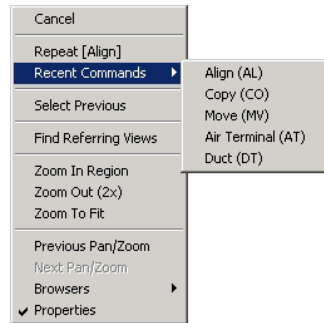 Cancel
Repeat [Align]
Recent Commands
Align (AL)
Copy (CO)
Move (MV)
Air Terminal (AT)
Duct (DT)
Select Previous
Find Referring Views
Zoom In Region
Zoom Out (2x)
Zoom To Fit
Previous Pan/Zoom
Next Pan/Zoom
Browsers
Properties